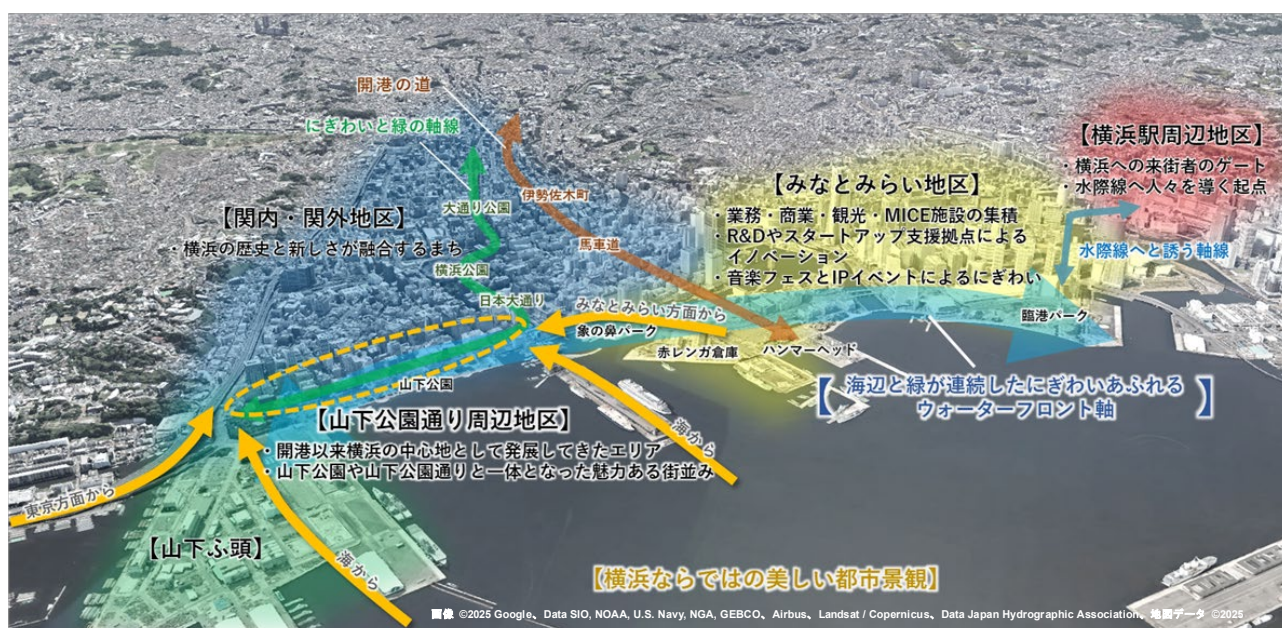 開港の道
にぎわいと緑の軸線
伊勢佐木町
大通り公園
【関内・関外地区】
・横浜の歴史と新しさが融合するまち
馬車道
横浜公園
日本大通り
【横浜駅周辺地区】
・横浜への来街者のゲート
・水際線へ人々を導く起点
【みなとみらい地区】
・業務・商業・観光・MICE施設の集積
・R&Dやスタートアップ支援拠点による
イノベーション
・音楽フェスとIPイベントによるにぎわい
水際線へと誘う軸線
みなとみらい方面から
象の鼻パーク
臨港パーク
赤レンガ倉庫
ハンマーヘッド
山下公園
【海辺と緑が連続したにぎわいあふれる
ウォーターフロント軸】
【山下公園通り周辺地区】
・開港以来横浜の中心地として発展してきたエリア
・山下公園や山下公園通りと一体となった魅力ある街並み
海から
東京方面から
【山下ふ頭】
海から
【横浜ならではの美しい都市景観】
画像 ©2025 Google、Data SIO, NOAA, U.S. Navy, NGA, GEBCO、Airbus、Landsat / Copernicus、Data Japan Hydrographic Association、地図データ ©2025